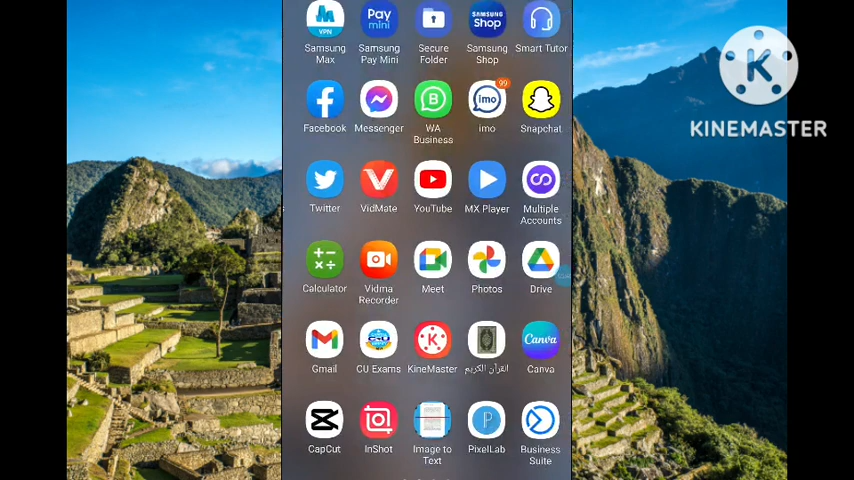 VPN
Pay
mini
SAMSUNG
Shop
Samsung
Max
Samsung
Pay Mini
Secure
Folder
Samsung
Shop
Smart Tutor
K
KINEMASTER
B
imo
99
Facebook
Messenger
WA
Business
imo
Snapchat
Twitter
VidMate
YouTube
MX Player
Multiple
Accounts
Calculator
Vidma
Recorder
Meet
Photos
Drive
K
Canva
Gmail
CU Exams
KineMaster
القرآن الكريم
Canva
P
CapCut
InShot
Image to
Text
PixelLab
Business
Suite